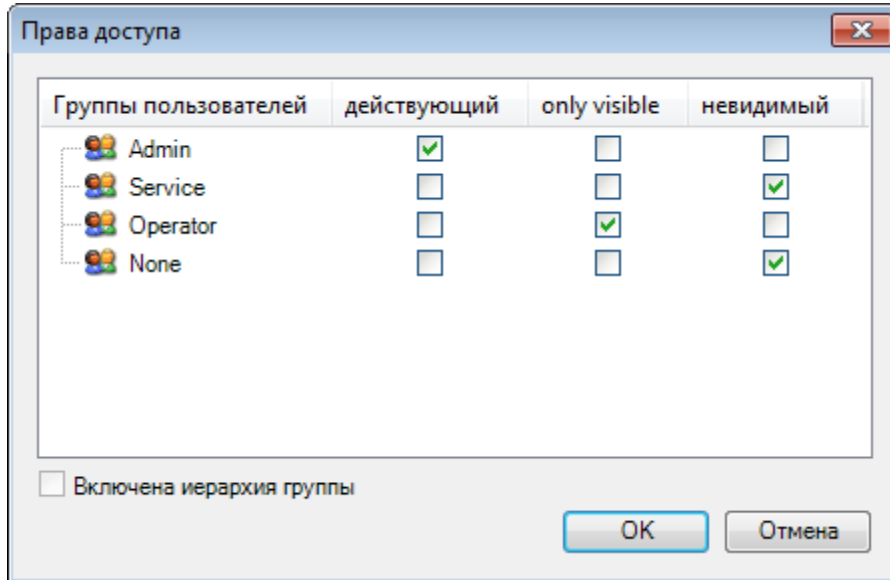 Права доступа
Группы пользователей действующий only visible невидимый
Admin
Service
Operator
None
Включена иерархия группы
OK Отмена